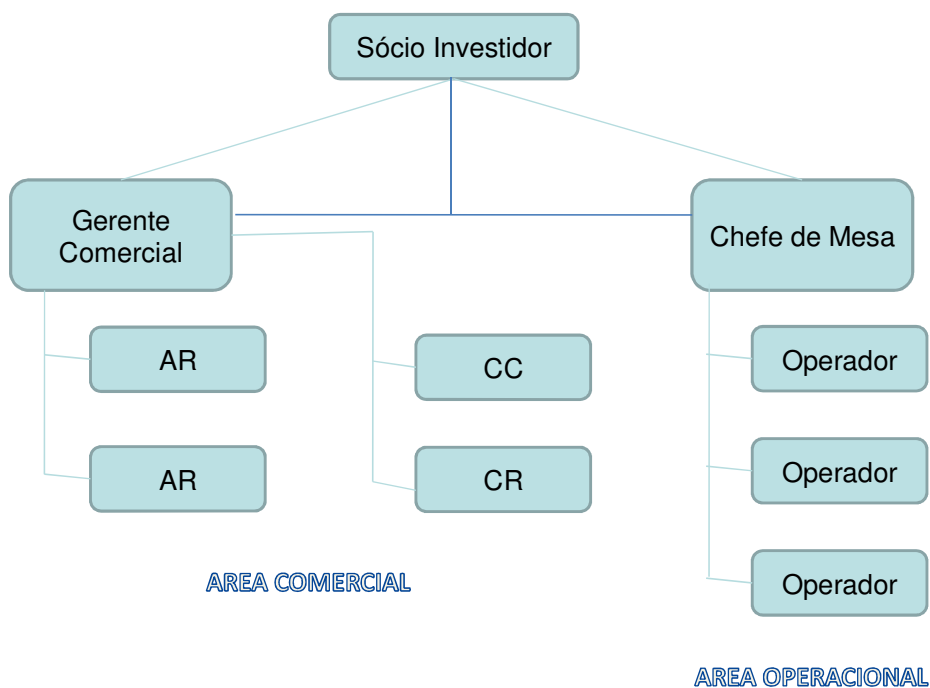 Sócio Investidor
Gerente
Comercial
Chefe de Mesa
AR
CC
Operador
AR
CR
Operador
Operador
AREA COMERCIAL
AREA OPERACIONAL